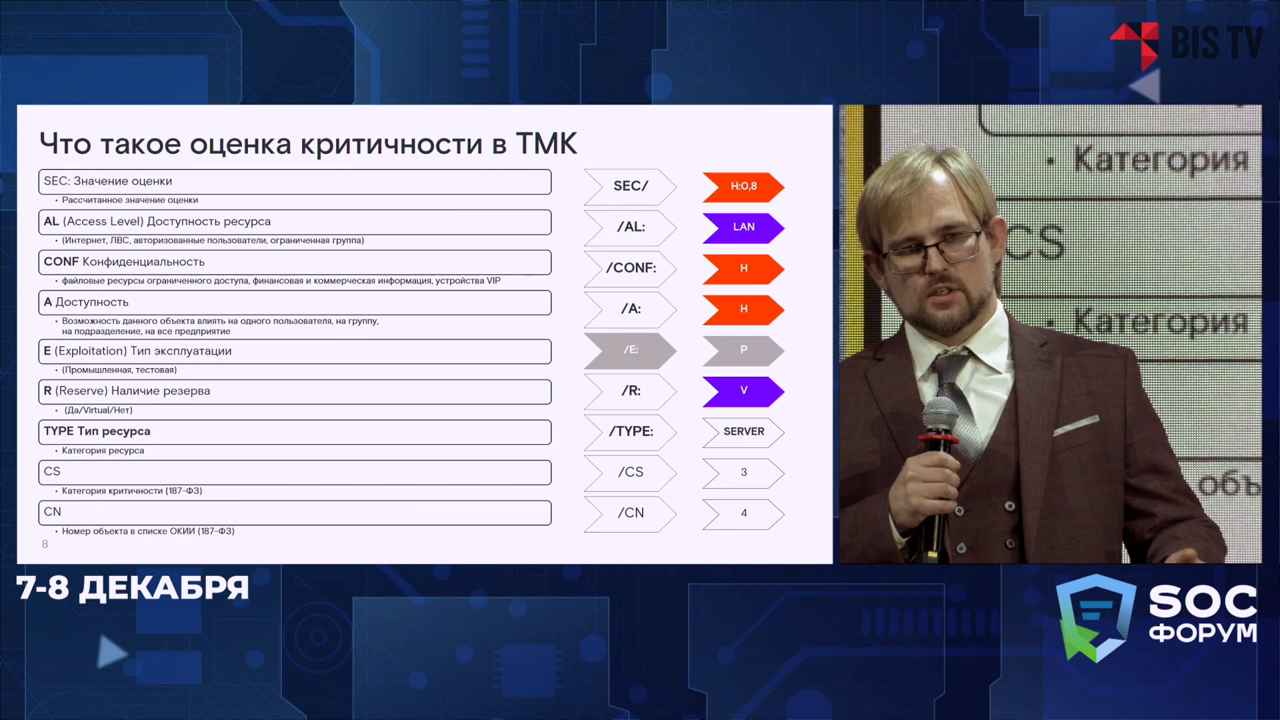 BIS TV
Что такое оценка критичности в ТМК
SEC: Значение оценки
• Рассчитанное значение оценки
SEC/
H:0,8
AL (Access Level) Доступность ресурса
• (Интернет, ЛВС, авторизованные пользователи, ограниченная группа)
/AL:
LAN
CONF Конфиденциальность
• файловые ресурсы ограниченного доступа, финансовая и коммерческая информация, устройства VIP
/CONF:
H
A Доступность
• Возможность данного объекта влиять на одного пользователя, на группу,
на подразделение, на все предприятие
/A:
H
E (Exploitation) Тип эксплуатации
• (Промышленная, тестовая)
/E:
P
R (Reserve) Наличие резерва
• (Да/Virtual/Нет)
/R:
V
TYPE Тип ресурса
• Категория ресурса
/TYPE:
SERVER
CS
• Категория критичности (187-ФЗ)
/CS
3
CN
• Номер объекта в списке ОКИИ (187-ФЗ)
/CN
4
8
• Категория
CS
• Категория
7-8 ДЕКАБРЯ
SOC
ФОРУМ